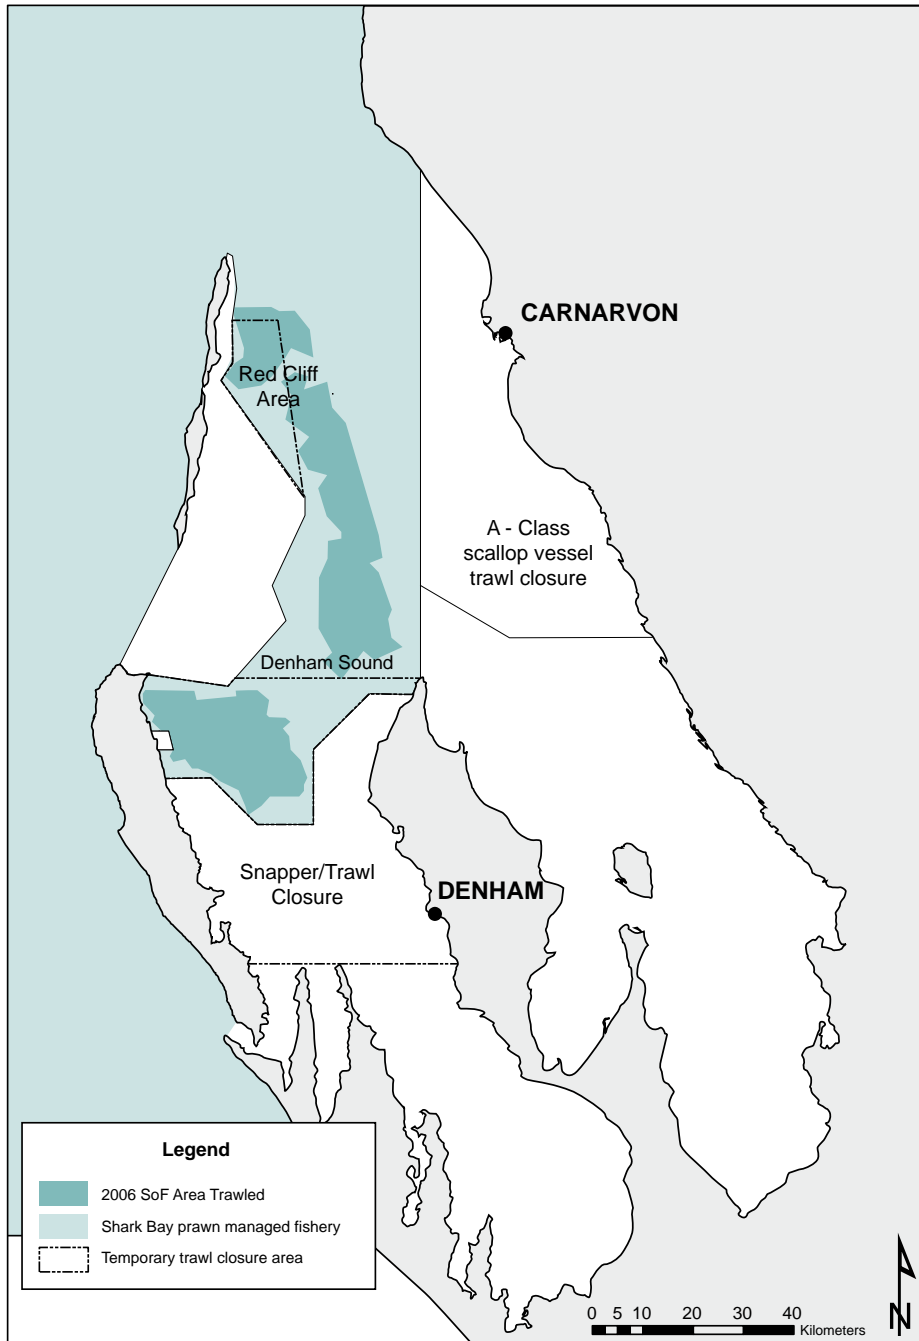 CARNARVON
Red Cliff
Area
A - Class
scallop vessel
trawl closure
Denham Sound
Snapper/Trawl
Closure
DENHAM
Legend
2006 SoF Area Trawled
Shark Bay prawn managed fishery
Temporary trawl closure area
0 5 10 20 30 40
Kilometers
N